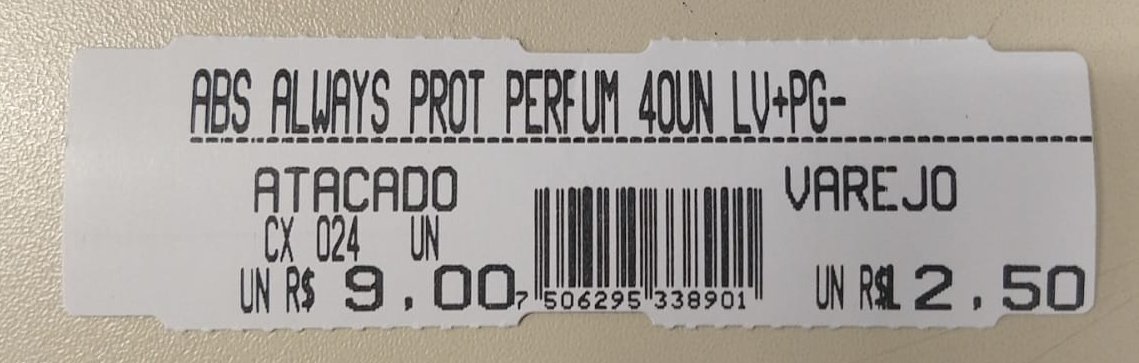 ABS ALWAYS PROT PERFUM 40UN LV+PG-
ATACADO
CX 024 UN
UN R$ 9,00
7 506295 338901
VAREJO
UN R$12,50